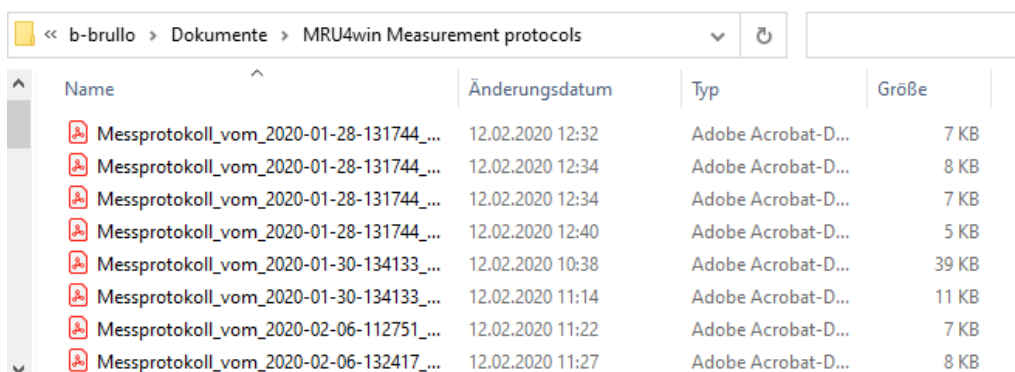 « b-brullo > Dokumente > MRU4win Measurement protocols
Name Änderungsdatum Typ Größe
Messprotokoll_vom_2020-01-28-131744_... 12.02.2020 12:32 Adobe Acrobat-D... 7 KB
Messprotokoll_vom_2020-01-28-131744_... 12.02.2020 12:34 Adobe Acrobat-D... 8 KB
Messprotokoll_vom_2020-01-28-131744_... 12.02.2020 12:34 Adobe Acrobat-D... 7 KB
Messprotokoll_vom_2020-01-28-131744_... 12.02.2020 12:40 Adobe Acrobat-D... 5 KB
Messprotokoll_vom_2020-01-30-134133_... 12.02.2020 10:38 Adobe Acrobat-D... 39 KB
Messprotokoll_vom_2020-01-30-134133_... 12.02.2020 11:14 Adobe Acrobat-D... 11 KB
Messprotokoll_vom_2020-02-06-112751_... 12.02.2020 11:22 Adobe Acrobat-D... 7 KB
Messprotokoll_vom_2020-02-06-132417_... 12.02.2020 11:27 Adobe Acrobat-D... 8 KB